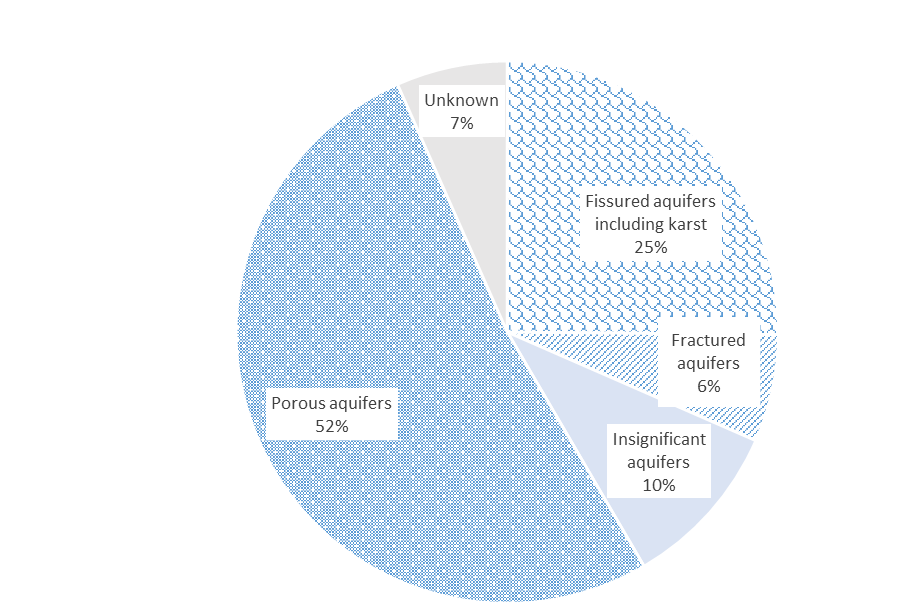 Unknown
7%
Fissured aquifers
including karst
25%
Fractured
aquifers
6%
Insignificant
aquifers
10%
Porous aquifers
52%